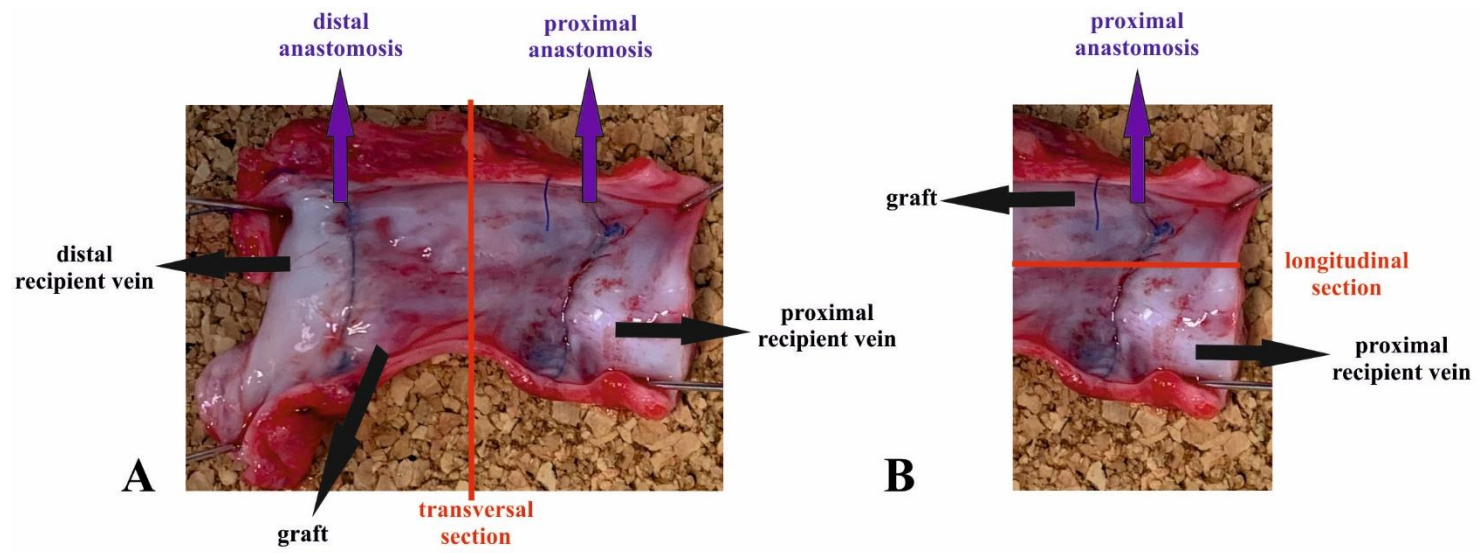 distal
anastomosis
proximal
anastomosis
distal
recipient vein
proximal
recipient vein
graft
transversal
section
A
proximal
anastomosis
graft
longitudinal
section
proximal
recipient vein
B